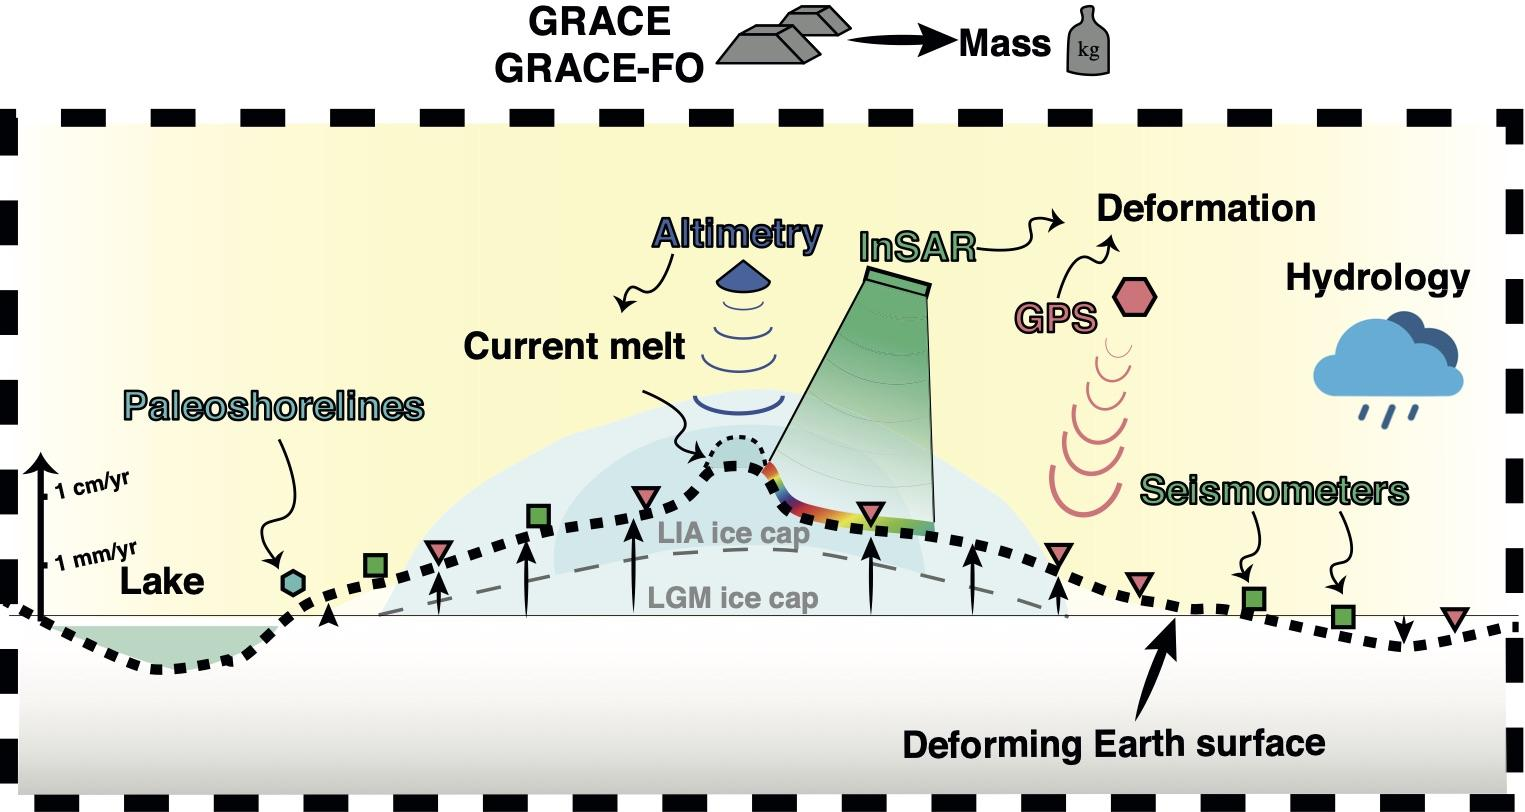 GRACE
GRACE-FO
Mass
kg
Deformation
Altimetry
InSAR
Hydrology
GPS
Current melt
Paleoshorelines
1 cm/yr
Seismometers
LIA ice cap
1 mm/yr
Lake
LGM ice cap
Deforming Earth surface